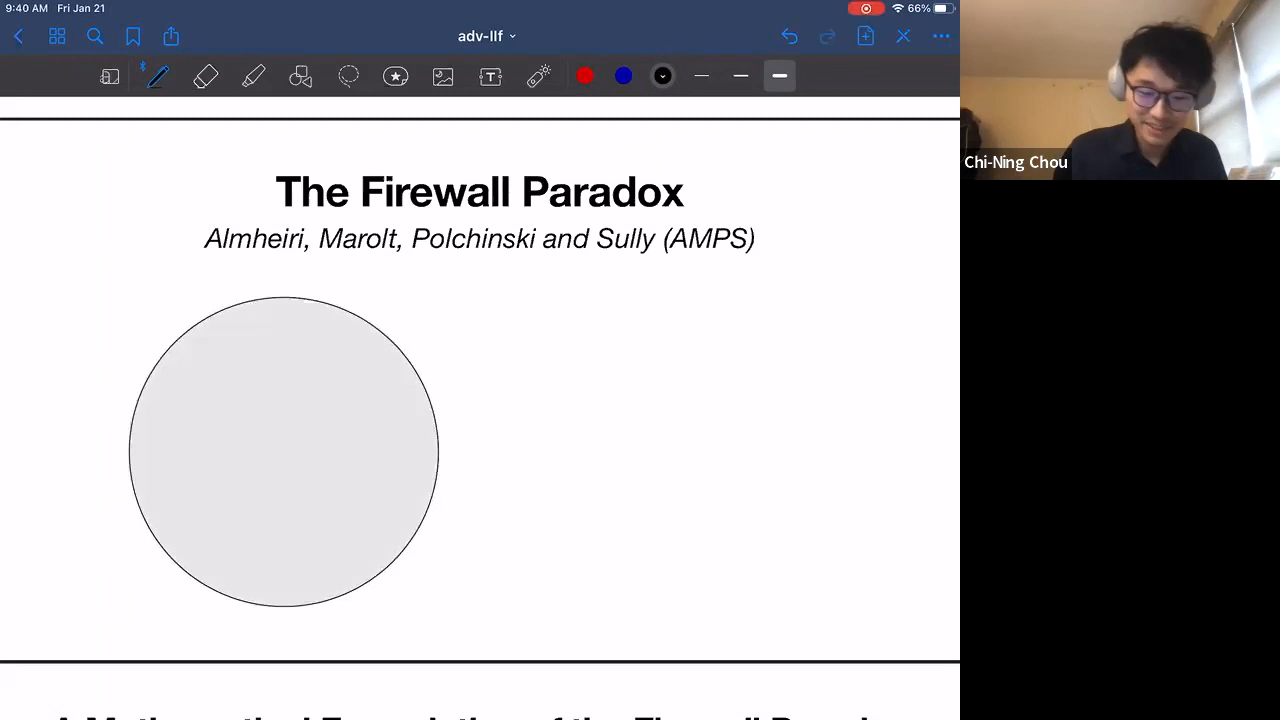 9:40 AM Fri Jan 21
66%
adv-llf
T
Chi-Ning Chou
The Firewall Paradox
Almheiri, Marolt, Polchinski and Sully (AMPS)